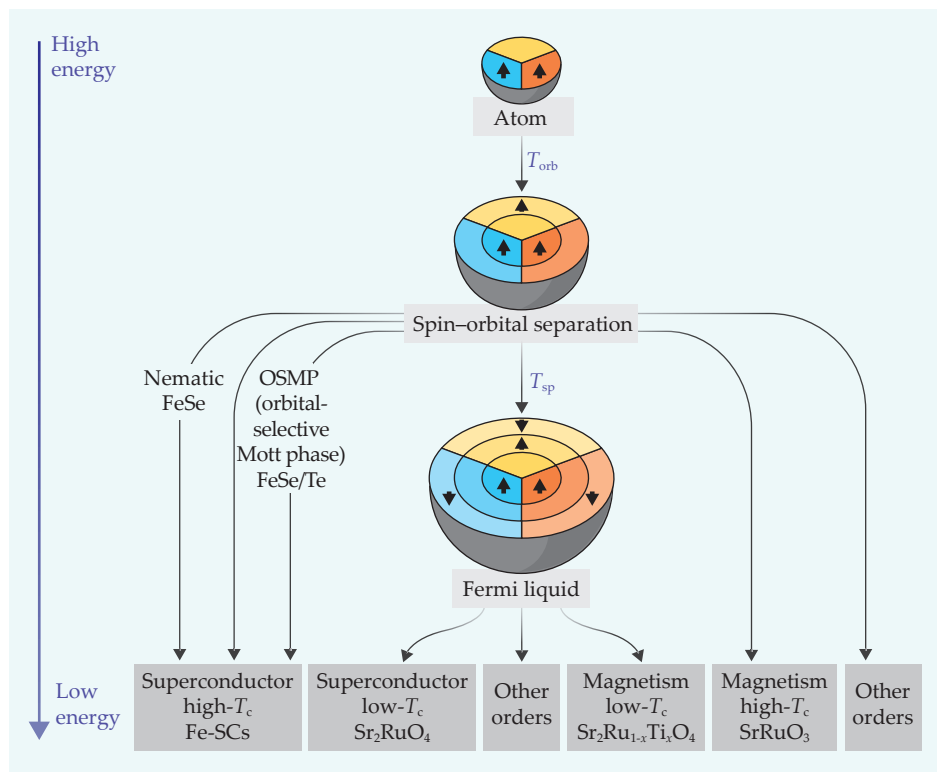 High
energy
Atom
T_orb
Spin–orbital separation
Nematic
FeSe
OSMP
(orbital-
selective
Mott phase)
FeSe/Te
T_sp
Fermi liquid
Low
energy
Superconductor
high-T_c
Fe-SCs
Superconductor
low-T_c
Sr₂RuO₄
Other
orders
Magnetism
low-T_c
Sr₂Ru₁₋ₓTiₓO₄
Magnetism
high-T_c
SrRuO₃
Other
orders